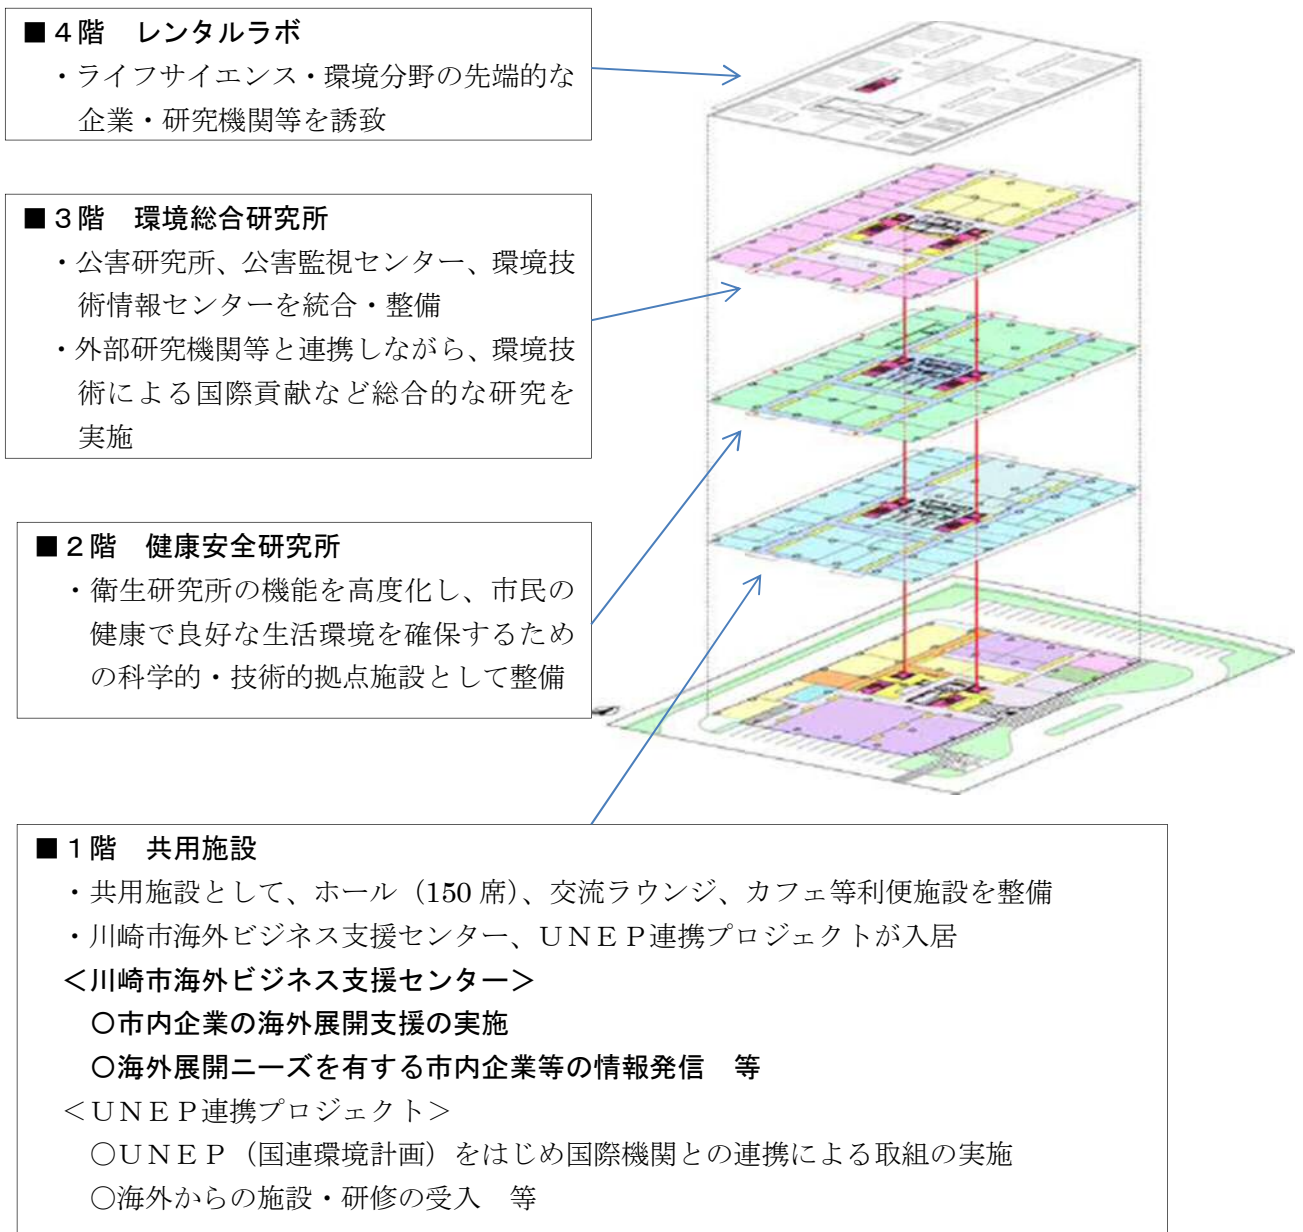 ■４階　レンタルラボ
・ライフサイエンス・環境分野の先端的な
企業・研究機関等を誘致
■３階　環境総合研究所
・公害研究所、公害監視センター、環境技
術情報センターを統合・整備
・外部研究機関等と連携しながら、環境技
術による国際貢献など総合的な研究を
実施
■２階　健康安全研究所
・衛生研究所の機能を高度化し、市民の
健康で良好な生活環境を確保するため
の科学的・技術的拠点施設として整備
■１階　共用施設
・共用施設として、ホール（150 席）、交流ラウンジ、カフェ等利便施設を整備
・川崎市海外ビジネス支援センター、ＵＮＥＰ連携プロジェクトが入居
＜川崎市海外ビジネス支援センター＞
○市内企業の海外展開支援の実施
○海外展開ニーズを有する市内企業等の情報発信　等
＜ＵＮＥＰ連携プロジェクト＞
○ＵＮＥＰ（国連環境計画）をはじめ国際機関との連携による取組の実施
○海外からの施設・研修の受入　等